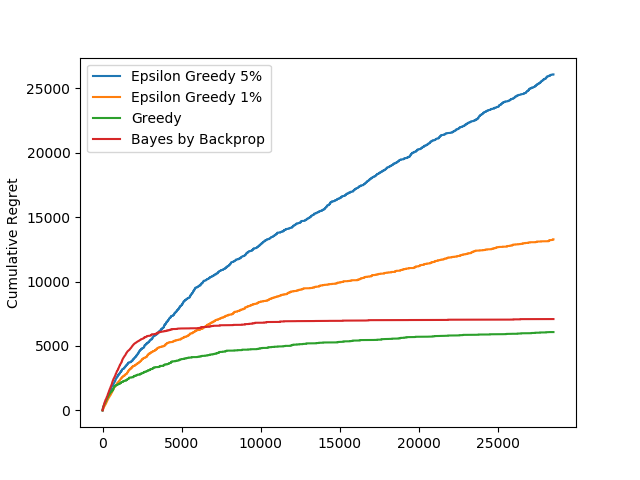 Epsilon Greedy 5%
Epsilon Greedy 1%
Greedy
Bayes by Backprop
Cumulative Regret
25000
20000
15000
10000
5000
0
0 5000 10000 15000 20000 25000